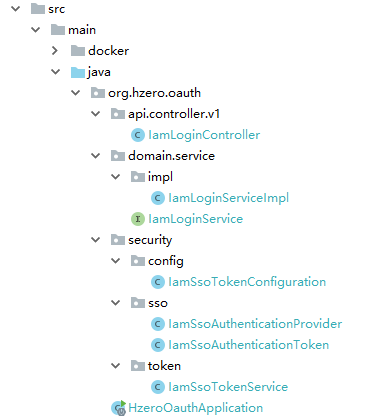 src
main
docker
java
org.hzero.oauth
api.controller.v1
IamLoginController
domain.service
impl
IamLoginServiceImpl
IamLoginService
security
config
IamSsoTokenConfiguration
sso
IamSsoAuthenticationProvider
IamSsoAuthenticationToken
token
IamSsoTokenService
HzeroOauthApplication